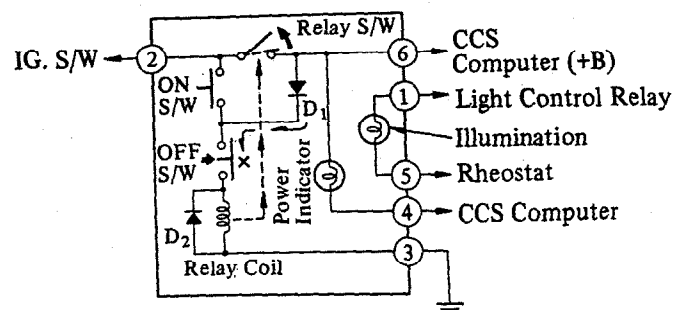 Relay S/W
IG. S/W
2
6
CCS
Computer (+B)
ON
S/W
1
Light Control Relay
D1
Illumination
OFF
S/W
×
Power
Indicator
5
Rheostat
4
CCS Computer
D2
3
Relay Coil